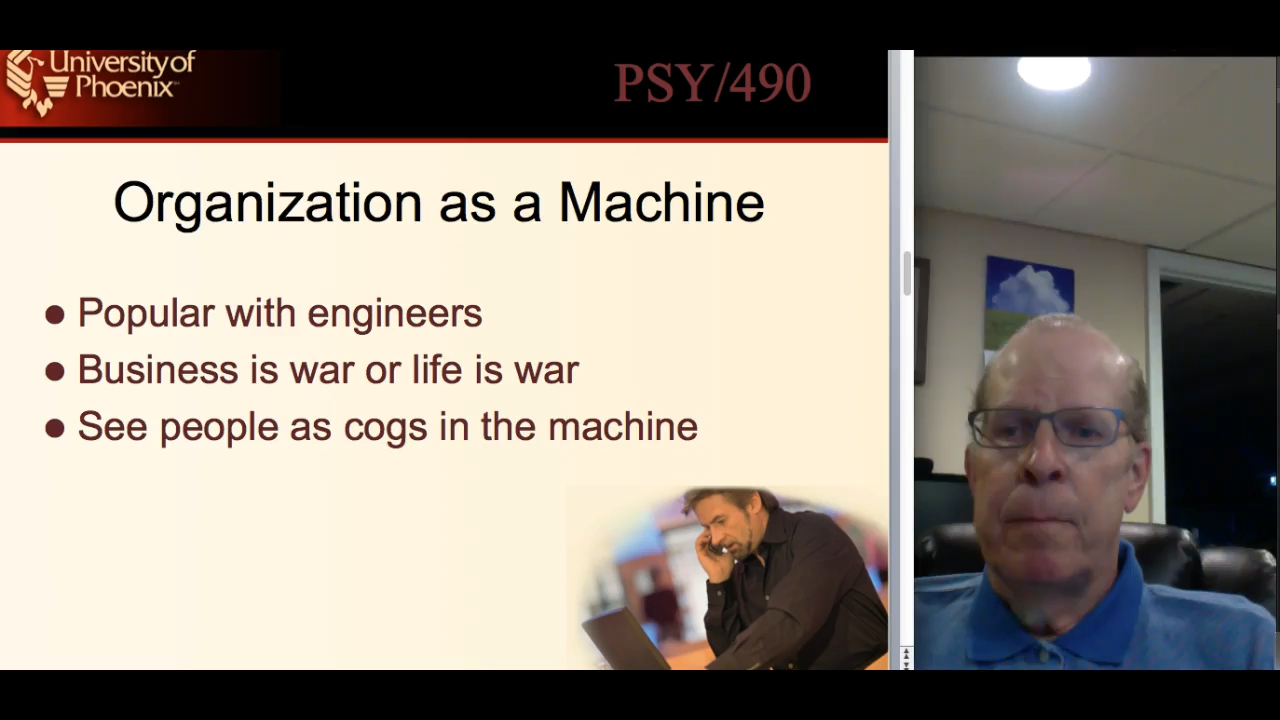 University of
Phoenix
PSY/490
Organization as a Machine
● Popular with engineers
● Business is war or life is war
● See people as cogs in the machine